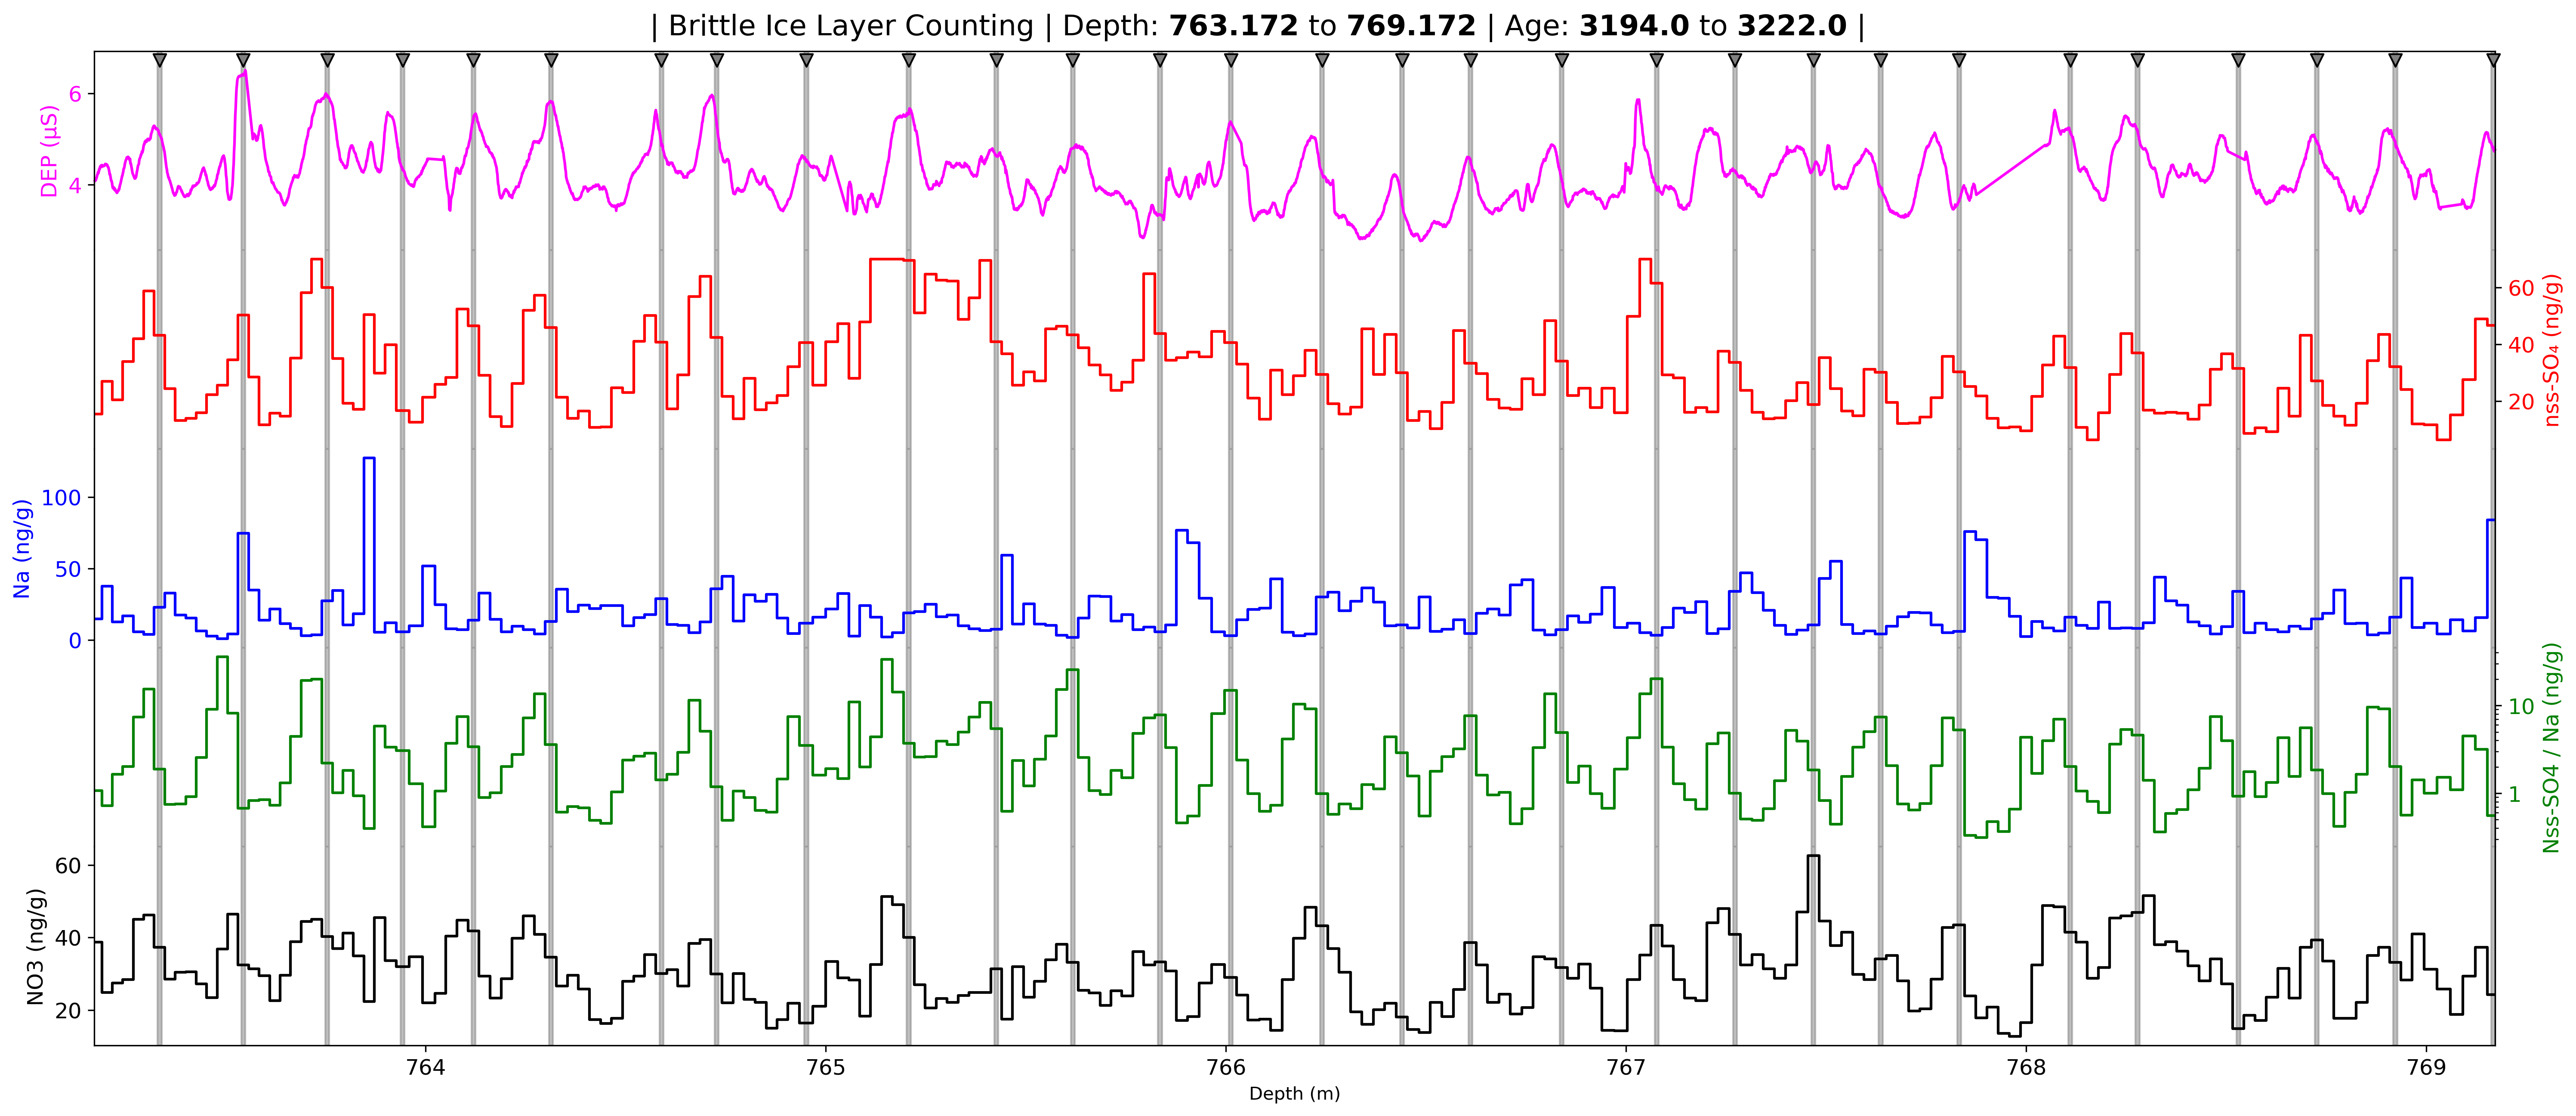 | Brittle Ice Layer Counting | Depth: 763.172 to 769.172 | Age: 3194.0 to 3222.0 |
DEP (µS)
6
4
nss-SO₄ (ng/g)
60
40
20
Na (ng/g)
100
50
0
Nss-SO4 / Na (ng/g)
10
1
NO3 (ng/g)
60
40
20
764
765
766
767
768
769
Depth (m)